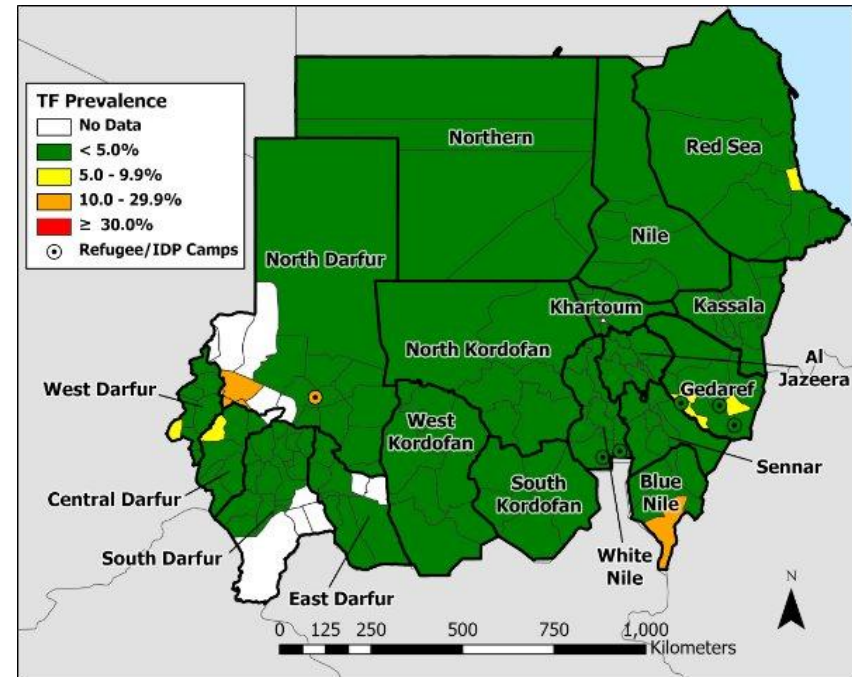 TF Prevalence
No Data
< 5.0%
5.0 - 9.9%
10.0 - 29.9%
≥ 30.0%
Refugee/IDP Camps
Northern
Red Sea
North Darfur
Nile
Khartoum
Kassala
North Kordofan
Al
Jazeera
West Darfur
Gedaref
West
Kordofan
Sennar
Central Darfur
South
Kordofan
Blue
Nile
South Darfur
White
Nile
East Darfur
N
0 125 250 500 750 1,000
Kilometers